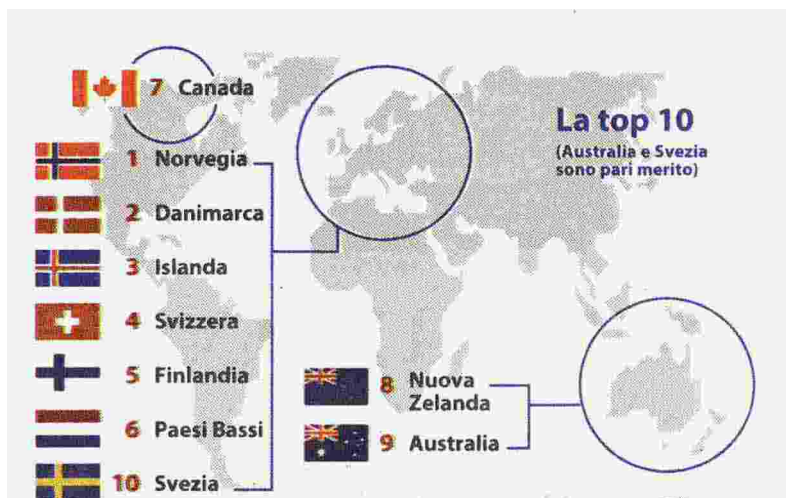 7 Canada
La top 10
(Australia e Svezia
sono pari merito)
1 Norvegia
2 Danimarca
3 Islanda
4 Svizzera
5 Finlandia
6 Paesi Bassi
10 Svezia
8 Nuova
Zelanda
9 Australia